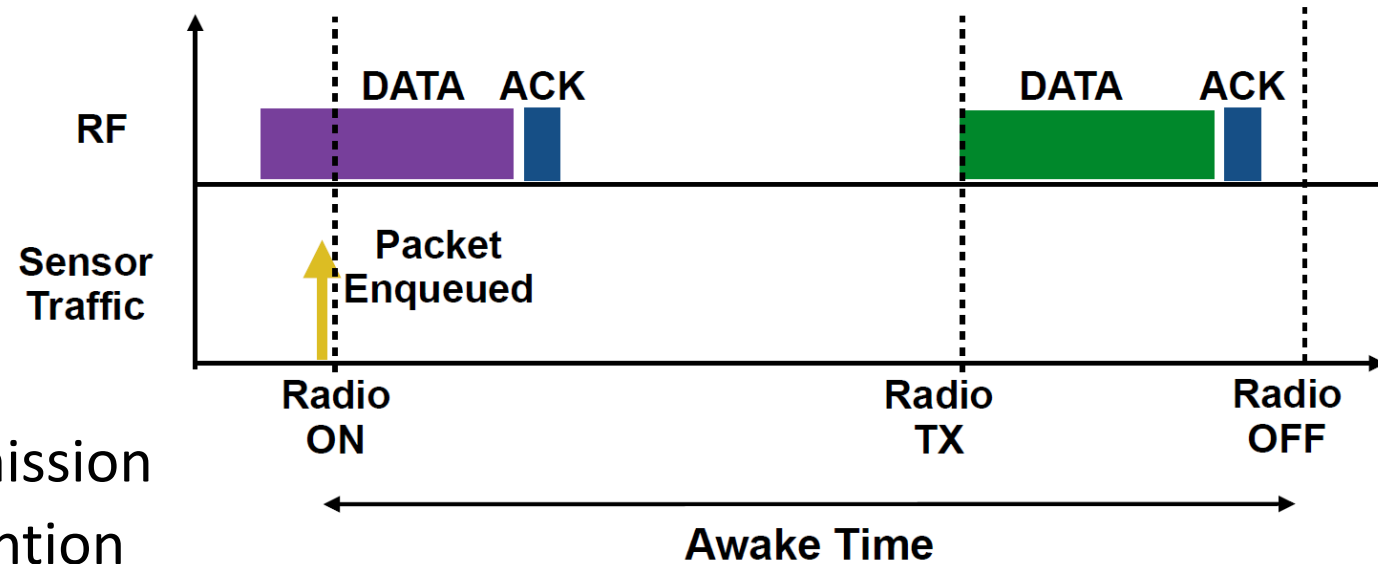 DATA ACK DATA ACK
RF
Packet
Enqueued
Sensor
Traffic
Radio
ON
Radio
TX
Radio
OFF
Awake Time